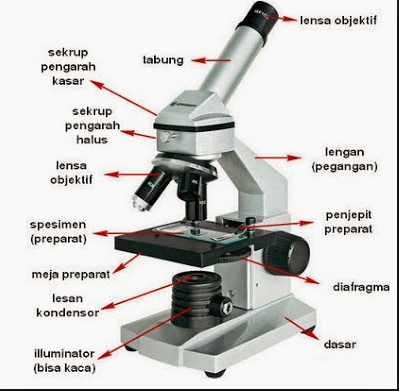 lensa objektif
tabung
sekrup
pengarah
kasar
sekrup
pengarah
halus
lensa
objektif
lengan
(pegangan)
spesimen
(preparat)
penjepit
preparat
meja preparat
diafragma
lesan
kondensor
dasar
illuminator
(bisa kaca)